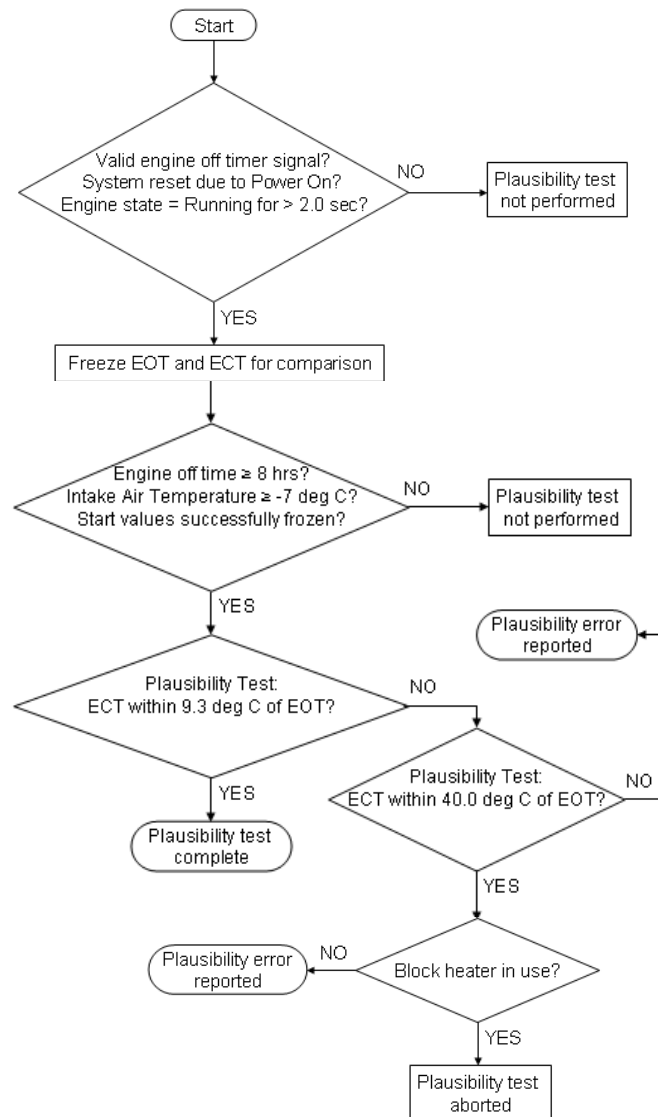 Start
Valid engine off timer signal?
System reset due to Power On?
Engine state = Running for > 2.0 sec?
NO
Plausibility test
not performed
YES
Freeze EOT and ECT for comparison
Engine off time ≥ 8 hrs?
Intake Air Temperature ≥ -7 deg C?
Start values successfully frozen?
NO
Plausibility test
not performed
YES
Plausibility error
reported
Plausibility Test:
ECT within 9.3 deg C of EOT?
NO
YES
Plausibility test
complete
Plausibility Test:
ECT within 40.0 deg C of EOT?
NO
YES
Plausibility error
reported
NO
Block heater in use?
YES
Plausibility test
aborted